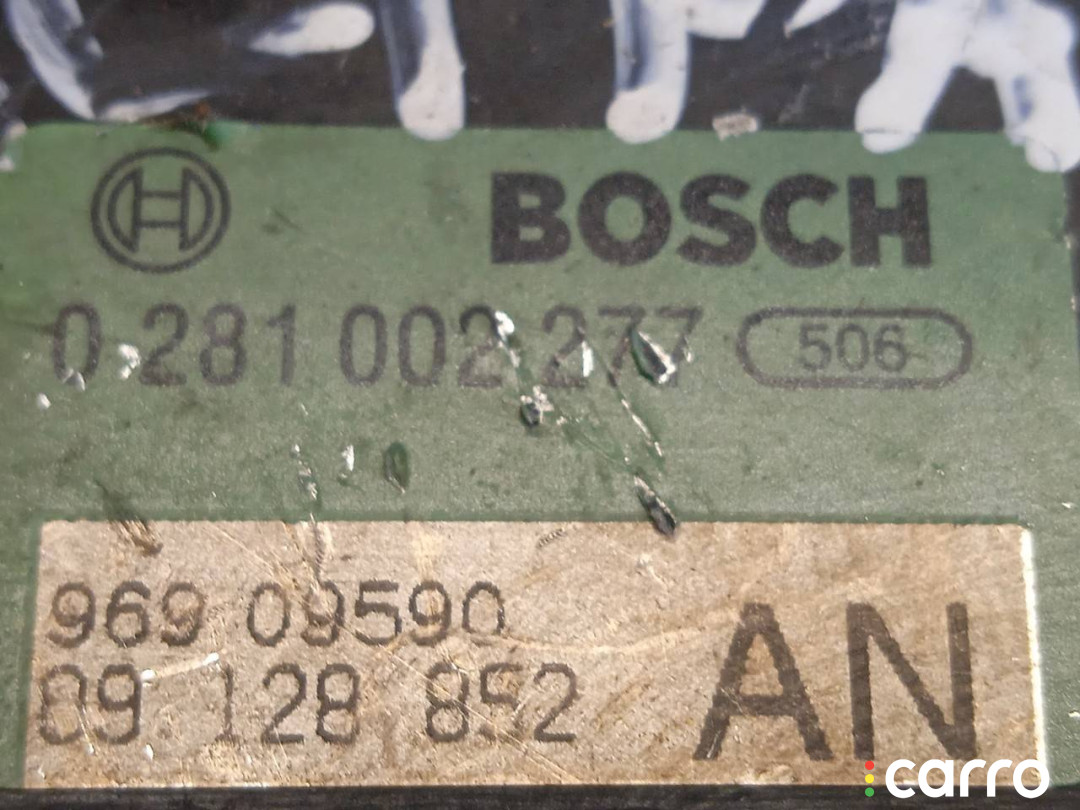 BOSCH
0 281 002 277 506
969 09590
09 128 852
AN
carro